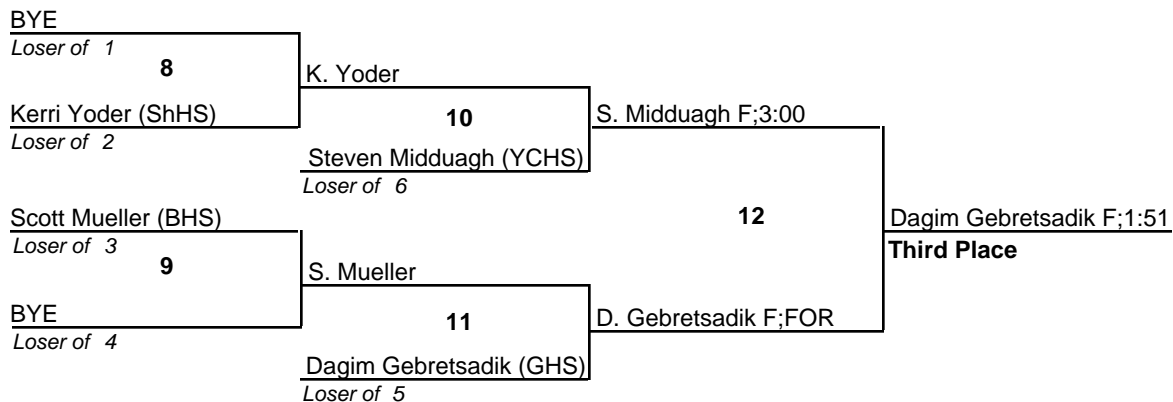 BYE
Loser of 1
8
K. Yoder
Kerri Yoder (ShHS)
Loser of 2
10
S. Midduagh F;3:00
Steven Midduagh (YCHS)
Loser of 6
Scott Mueller (BHS)
Loser of 3
12
Dagim Gebretsadik F;1:51
Third Place
9
S. Mueller
BYE
Loser of 4
11
D. Gebretsadik F;FOR
Dagim Gebretsadik (GHS)
Loser of 5